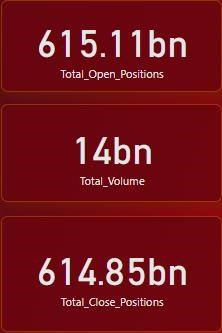 615.11bn
Total_Open_Positions
14bn
Total_Volume
614.85bn
Total_Close_Positions